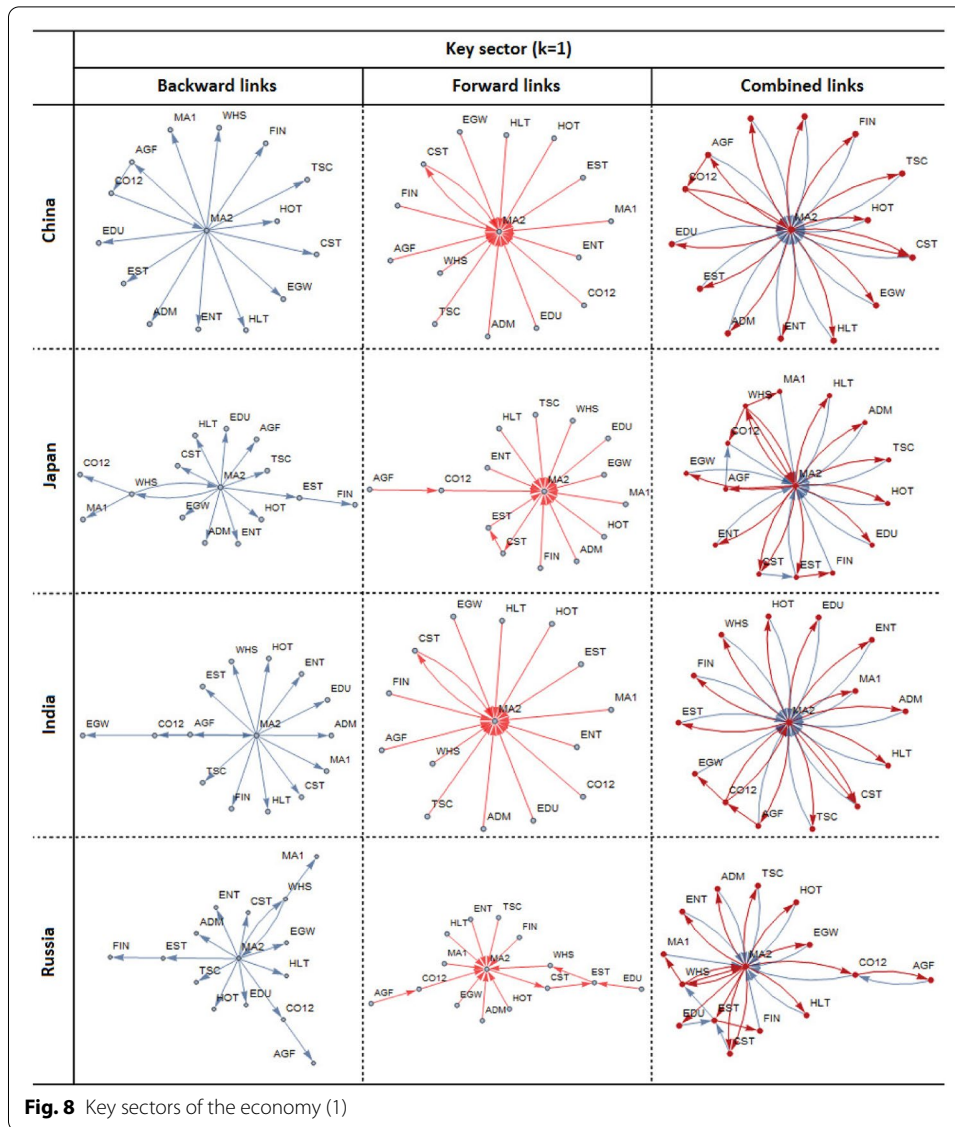 Key sector (k=1)
Backward links
Forward links
Combined links
China
MA1
WHS
FIN
AGF
TSC
CO12
MA2
HOT
EDU
CST
EST
EGW
ADM
ENT
HLT
EGW
HLT
HOT
CST
EST
FIN
MA2
MA1
AGF
WHS
ENT
CO12
TSC
ADM
EDU
FIN
AGF
TSC
CO12
MA2
HOT
EDU
CST
EST
EGW
ADM
ENT
HLT
Japan
HLT
EDU
AGF
CO12
CST
TSC
WHS
MA2
EST
FIN
MA1
EGW
HOT
ADM
ENT
TSC
WHS
HLT
EDU
ENT
EGW
AGF
CO12
MA2
MA1
EST
CST
HOT
FIN
ADM
MA1
HLT
WHS
ADM
CO12
TSC
EGW
MA2
AGF
HOT
ENT
EDU
CST
EST
FIN
India
WHS
HOT
ENT
EST
EDU
EGW
CO12
AGF
MA2
ADM
MA1
TSC
CST
FIN
HLT
EGW
HLT
HOT
CST
EST
FIN
MA2
MA1
AGF
WHS
ENT
CO12
TSC
ADM
EDU
HOT
EDU
WHS
ENT
FIN
MA1
EST
MA2
ADM
EGW
HLT
CO12
CST
AGF
TSC
Russia
MA1
ENT
CST
WHS
ADM
EGW
FIN
EST
MA2
TSC
HLT
HOT
EDU
CO12
AGF
ENT
TSC
HLT
FIN
MA1
MA2
WHS
AGF
CO12
CST
EST
EDU
EGW
HOT
ADM
ADM
TSC
ENT
HOT
MA1
EGW
MA2
WHS
CO12
AGF
EDU
EST
HLT
FIN
CST
Fig. 8 Key sectors of the economy (1)